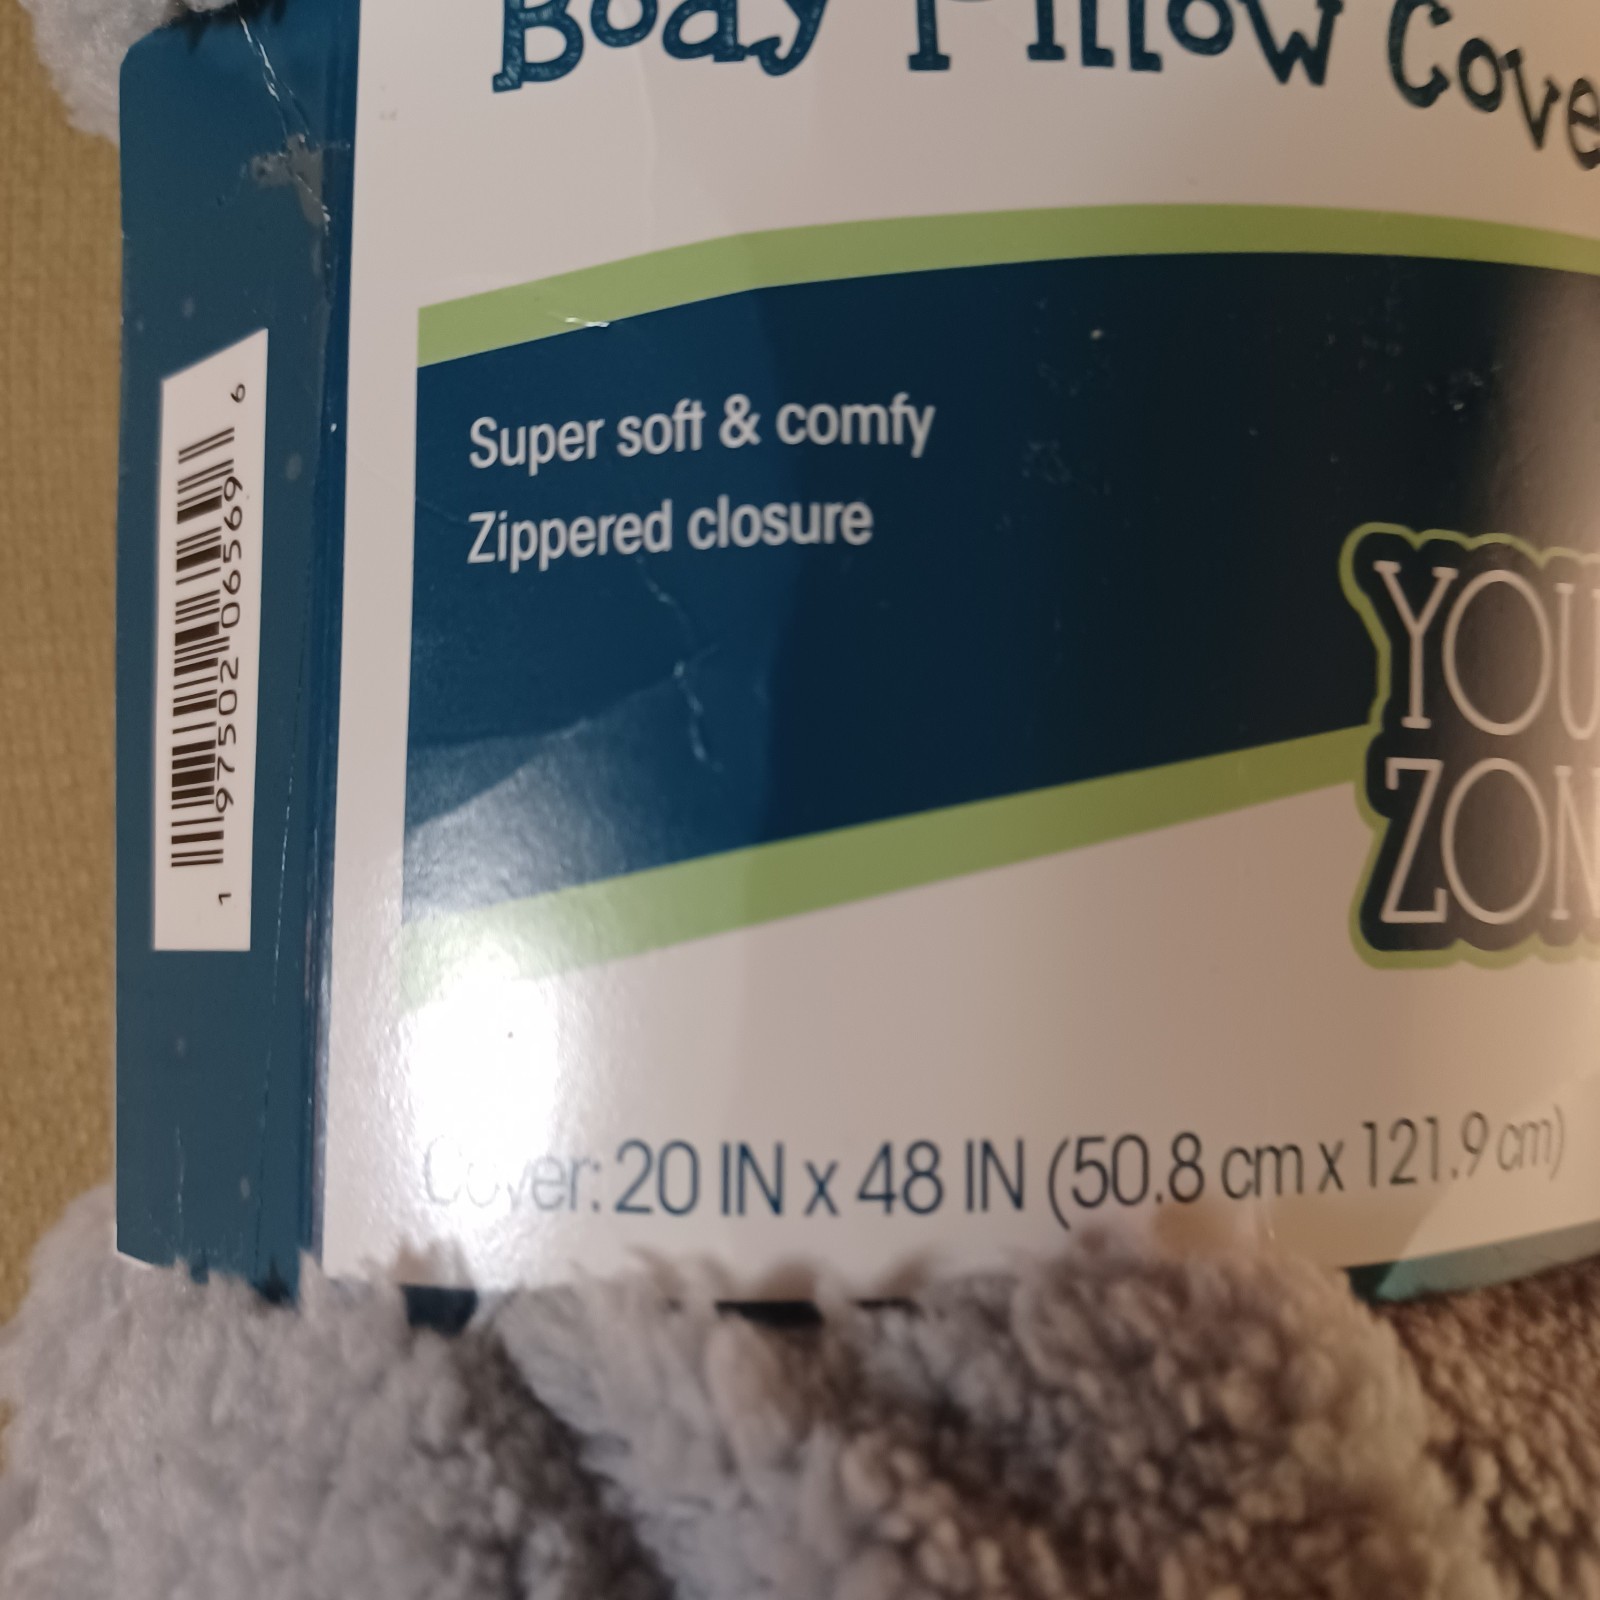 Body Pillow Cove
Super soft & comfy
Zippered closure
YOU
ZON
Cover: 20 IN x 48 IN (50.8 cm x 121.9 cm)
1 97502 06569 6